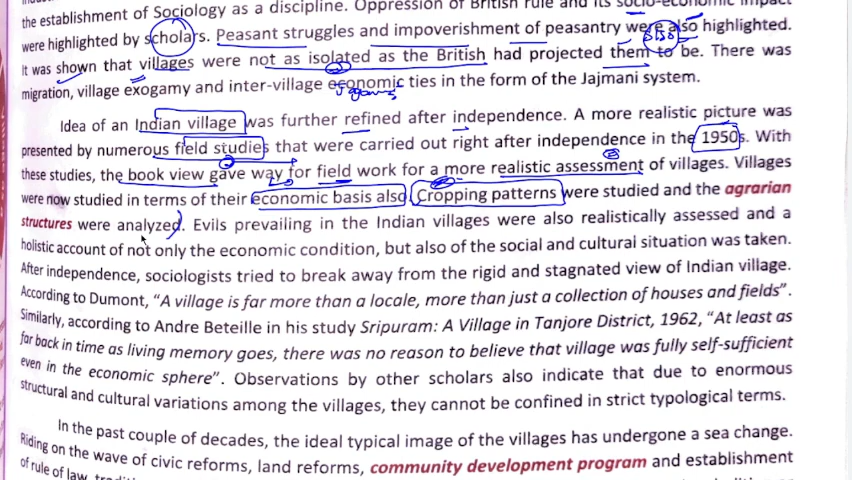 the establishment of Sociology as a discipline. Oppression of British rule and its socio-economic impact
were highlighted by scholars. Peasant struggles and impoverishment of peasantry were also highlighted.
It was shown that villages were not as isolated as the British had projected them to be. There was
migration, village exogamy and inter-village economic ties in the form of the Jajmani system.
Idea of an Indian village was further refined after independence. A more realistic picture was
presented by numerous field studies that were carried out right after independence in the 1950s. With
these studies, the book view gave way for field work for a more realistic assessment of villages. Villages
were now studied in terms of their economic basis also. Cropping patterns were studied and the agrarian
structures were analyzed. Evils prevailing in the Indian villages were also realistically assessed and a
holistic account of not only the economic condition, but also of the social and cultural situation was taken.
After independence, sociologists tried to break away from the rigid and stagnated view of Indian village.
According to Dumont, "A village is far more than a locale, more than just a collection of houses and fields".
Similarly, according to Andre Beteille in his study Sripuram: A Village in Tanjore District, 1962, "At least as
far back in time as living memory goes, there was no reason to believe that village was fully self-sufficient
even in the economic sphere". Observations by other scholars also indicate that due to enormous
structural and cultural variations among the villages, they cannot be confined in strict typological terms.
In the past couple of decades, the ideal typical image of the villages has undergone a sea change.
Riding on the wave of civic reforms, land reforms, community development program and establishment
of rule of law,